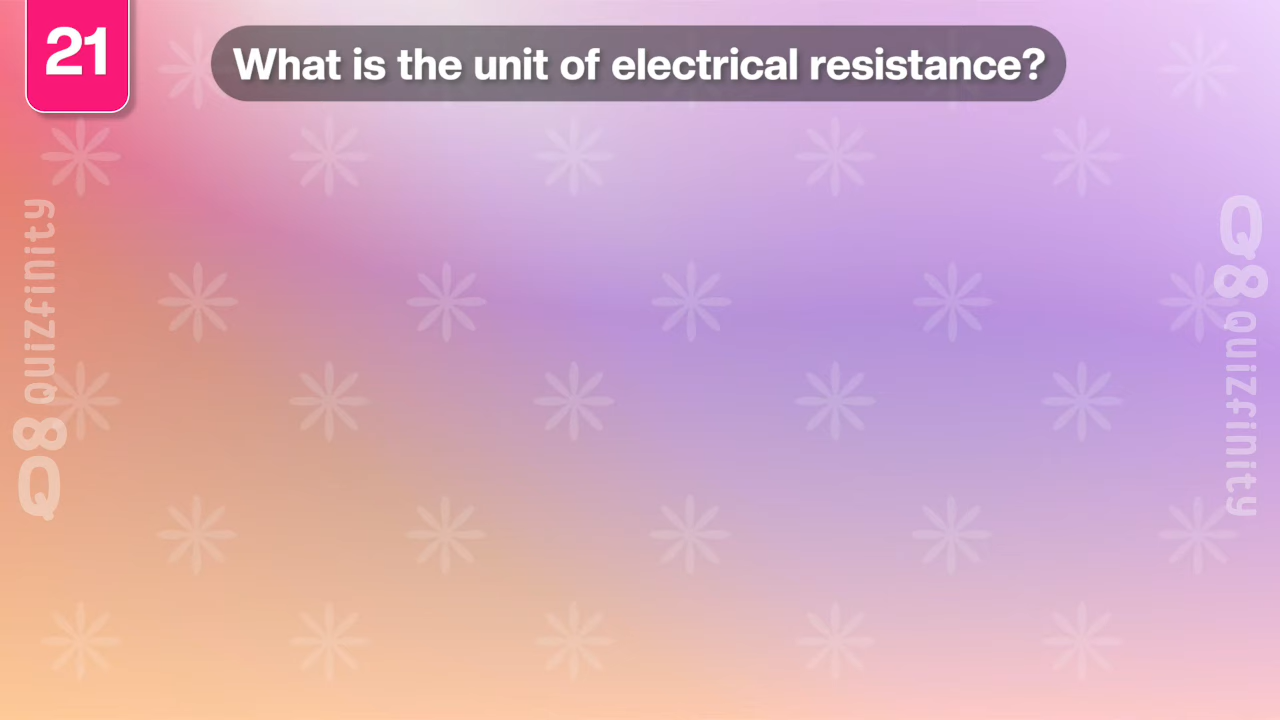 21
What is the unit of electrical resistance?
Q8 quizfinity
Q8 quizfinity